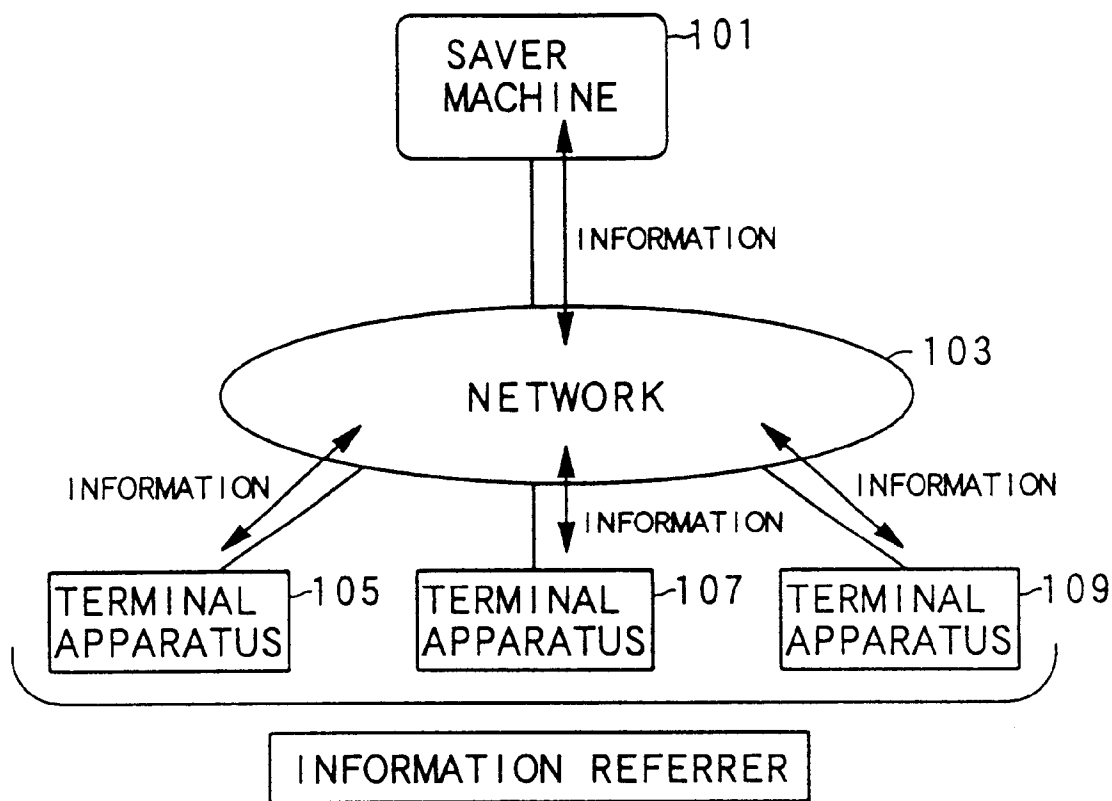 101
SAVER
MACHINE
INFORMATION
103
NETWORK
INFORMATION
INFORMATION
INFORMATION
TERMINAL
APPARATUS
105
TERMINAL
APPARATUS
107
TERMINAL
APPARATUS
109
INFORMATION REFERRER